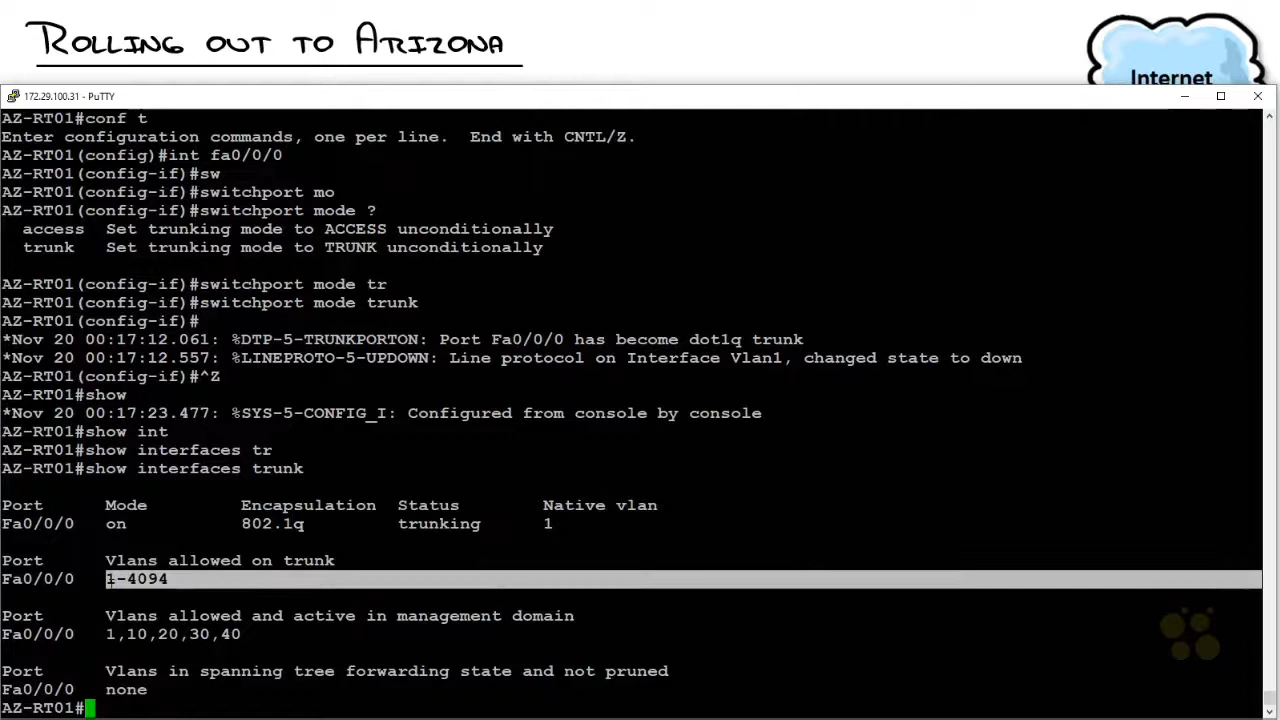 ROLLING OUT TO ARIZONA
Internet
172.29.100.31 - PuTTY
AZ-RT01#conf t
Enter configuration commands, one per line.  End with CNTL/Z.
AZ-RT01(config)#int fa0/0/0
AZ-RT01(config-if)#sw
AZ-RT01(config-if)#switchport mo
AZ-RT01(config-if)#switchport mode ?
  access  Set trunking mode to ACCESS unconditionally
  trunk   Set trunking mode to TRUNK unconditionally
AZ-RT01(config-if)#switchport mode tr
AZ-RT01(config-if)#switchport mode trunk
AZ-RT01(config-if)#
*Nov 20 00:17:12.061: %DTP-5-TRUNKPORTON: Port Fa0/0/0 has become dot1q trunk
*Nov 20 00:17:12.557: %LINEPROTO-5-UPDOWN: Line protocol on Interface Vlan1, changed state to down
AZ-RT01(config-if)#^Z
AZ-RT01#show
*Nov 20 00:17:23.477: %SYS-5-CONFIG_I: Configured from console by console
AZ-RT01#show int
AZ-RT01#show interfaces tr
AZ-RT01#show interfaces trunk
Port      Mode         Encapsulation  Status        Native vlan
Fa0/0/0   on           802.1q         trunking      1
Port      Vlans allowed on trunk
Fa0/0/0   1-4094
Port      Vlans allowed and active in management domain
Fa0/0/0   1,10,20,30,40
Port      Vlans in spanning tree forwarding state and not pruned
Fa0/0/0   none
AZ-RT01#